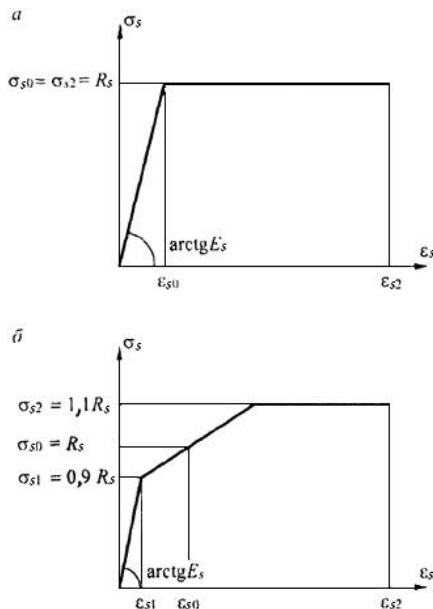 а
σs
σs0 = σs2 = Rs
arctgEs
εs
εs0
εs2
б
σs
σs2 = 1,1Rs
σs0 = Rs
σs1 = 0,9 Rs
arctgEs
εs
εs1
εs0
εs2